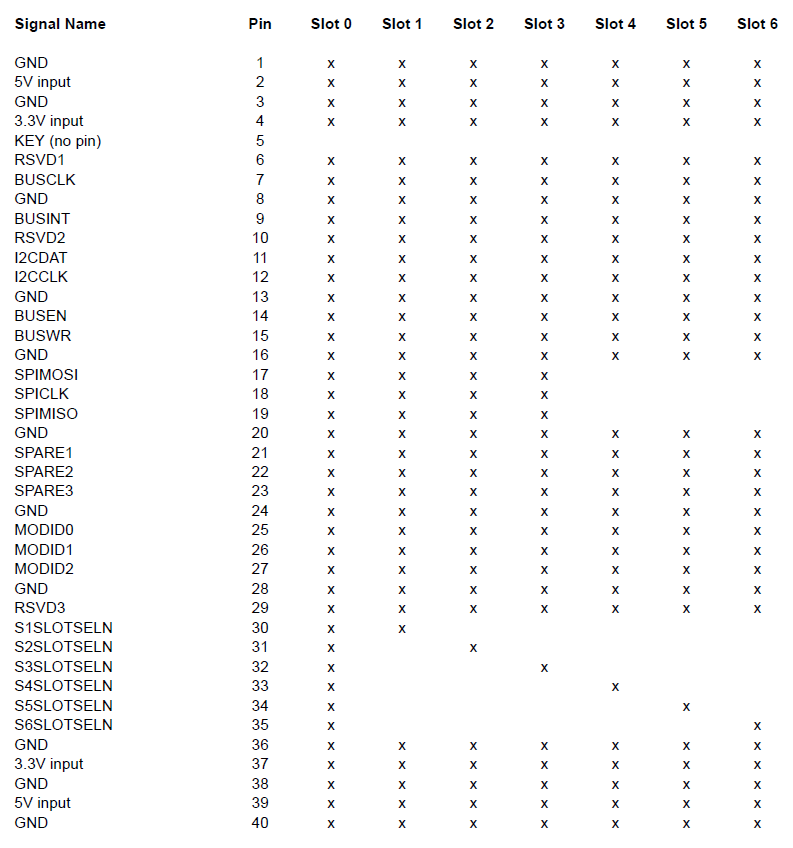 Signal Name Pin Slot 0 Slot 1 Slot 2 Slot 3 Slot 4 Slot 5 Slot 6
GND 1 x x x x x x x
5V input 2 x x x x x x x
GND 3 x x x x x x x
3.3V input 4 x x x x x x x
KEY (no pin) 5
RSVD1 6 x x x x x x x
BUSCLK 7 x x x x x x x
GND 8 x x x x x x x
BUSINT 9 x x x x x x x
RSVD2 10 x x x x x x x
I2CDAT 11 x x x x x x x
I2CCLK 12 x x x x x x x
GND 13 x x x x x x x
BUSEN 14 x x x x x x x
BUSWR 15 x x x x x x x
GND 16 x x x x x x x
SPIMOSI 17 x x x x
SPICLK 18 x x x x
SPIMISO 19 x x x x
GND 20 x x x x x x x
SPARE1 21 x x x x x x x
SPARE2 22 x x x x x x x
SPARE3 23 x x x x x x x
GND 24 x x x x x x x
MODID0 25 x x x x x x x
MODID1 26 x x x x x x x
MODID2 27 x x x x x x x
GND 28 x x x x x x x
RSVD3 29 x x x x x x x
S1SLOTSELN 30 x x
S2SLOTSELN 31 x x
S3SLOTSELN 32 x x
S4SLOTSELN 33 x x
S5SLOTSELN 34 x x
S6SLOTSELN 35 x x
GND 36 x x x x x x x
3.3V input 37 x x x x x x x
GND 38 x x x x x x x
5V input 39 x x x x x x x
GND 40 x x x x x x x